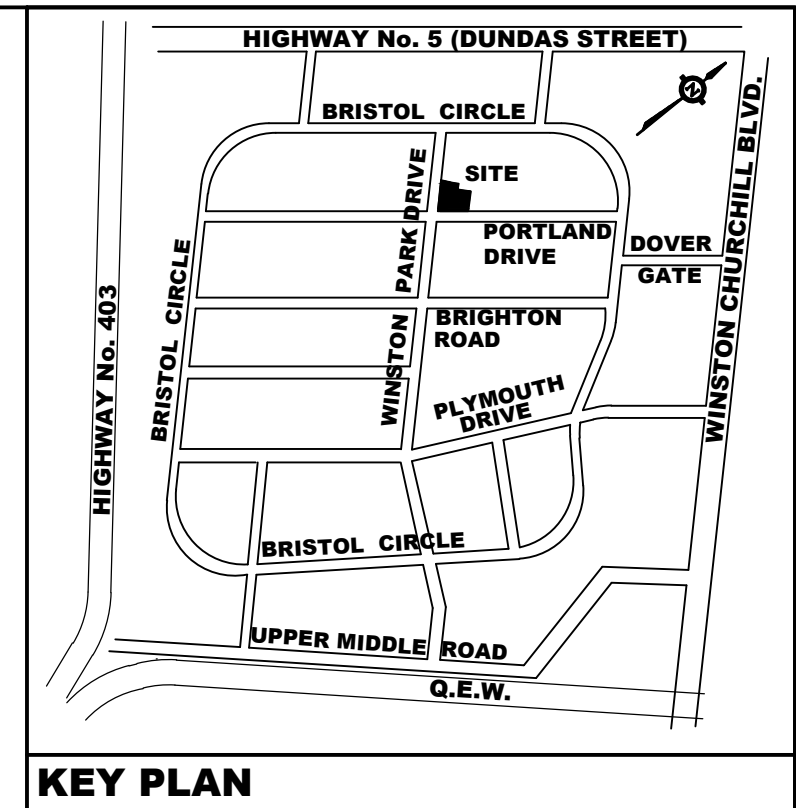 HIGHWAY No. 5 (DUNDAS STREET)
N
BRISTOL CIRCLE
SITE
WINSTON PARK DRIVE
PORTLAND
DRIVE
DOVER
GATE
WINSTON CHURCHILL BLVD.
BRISTOL CIRCLE
HIGHWAY No. 403
BRIGHTON
ROAD
PLYMOUTH
DRIVE
BRISTOL CIRCLE
UPPER MIDDLE ROAD
Q.E.W.
KEY PLAN